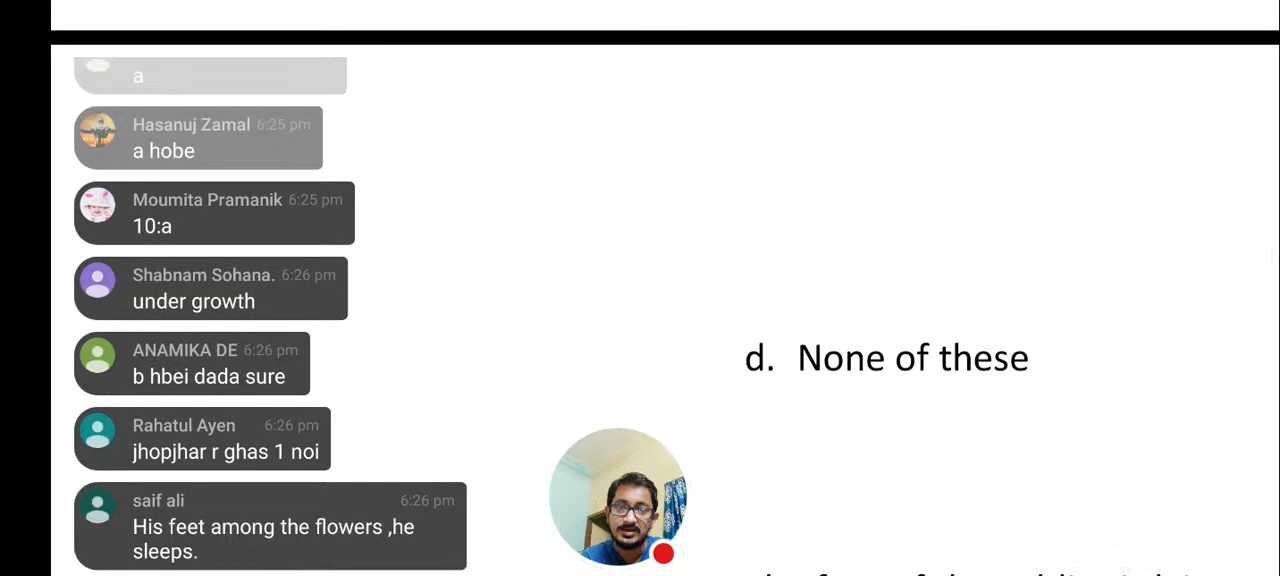 a
Hasanuj Zamal 6:25 pm
a hobe
Moumita Pramanik 6:25 pm
10:a
Shabnam Sohana. 6:26 pm
under growth
ANAMIKA DE 6:26 pm
b hbei dada sure
Rahatul Ayen 6:26 pm
jhopjhar r ghas 1 noi
saif ali 6:26 pm
His feet among the flowers ,he
sleeps.
d. None of these